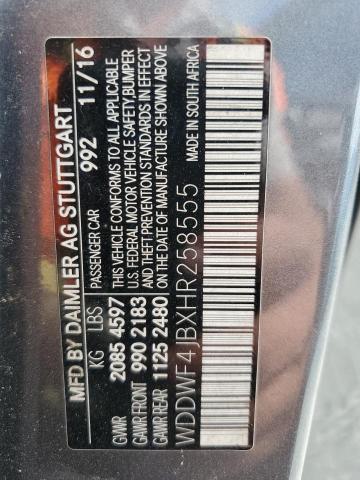 MFD BY DAIMLER AG STUTTGART
PASSENGER CAR 992 11/16
KG LBS
GVWR 2085 4597
GAWR FRONT 990 2183
GAWR REAR 1125 2480
THIS VEHICLE CONFORMS TO ALL APPLICABLE
U.S. FEDERAL MOTOR VEHICLE SAFETY, BUMPER
AND THEFT PREVENTION STANDARDS IN EFFECT
ON THE DATE OF MANUFACTURE SHOWN ABOVE
WDDWF4JBXHR258555
MADE IN SOUTH AFRICA